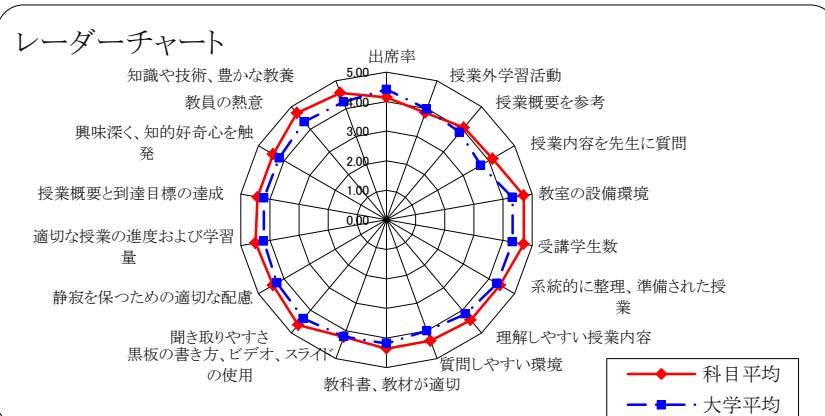 レーダーチャート
出席率
授業外学習活動
授業概要を参考
授業内容を先生に質問
教室の設備環境
受講学生数
系統的に整理、準備された授
業
理解しやすい授業内容
質問しやすい環境
教科書、教材が適切
黒板の書き方、ビデオ、スライド
の使用
聞き取りやすさ
静寂を保つための適切な配慮
適切な授業の進度および学習
量
授業概要と到達目標の達成
興味深く、知的好奇心を触
発
教員の熱意
知識や技術、豊かな教養
5.00
4.00
3.00
2.00
1.00
0.00
科目平均
大学平均